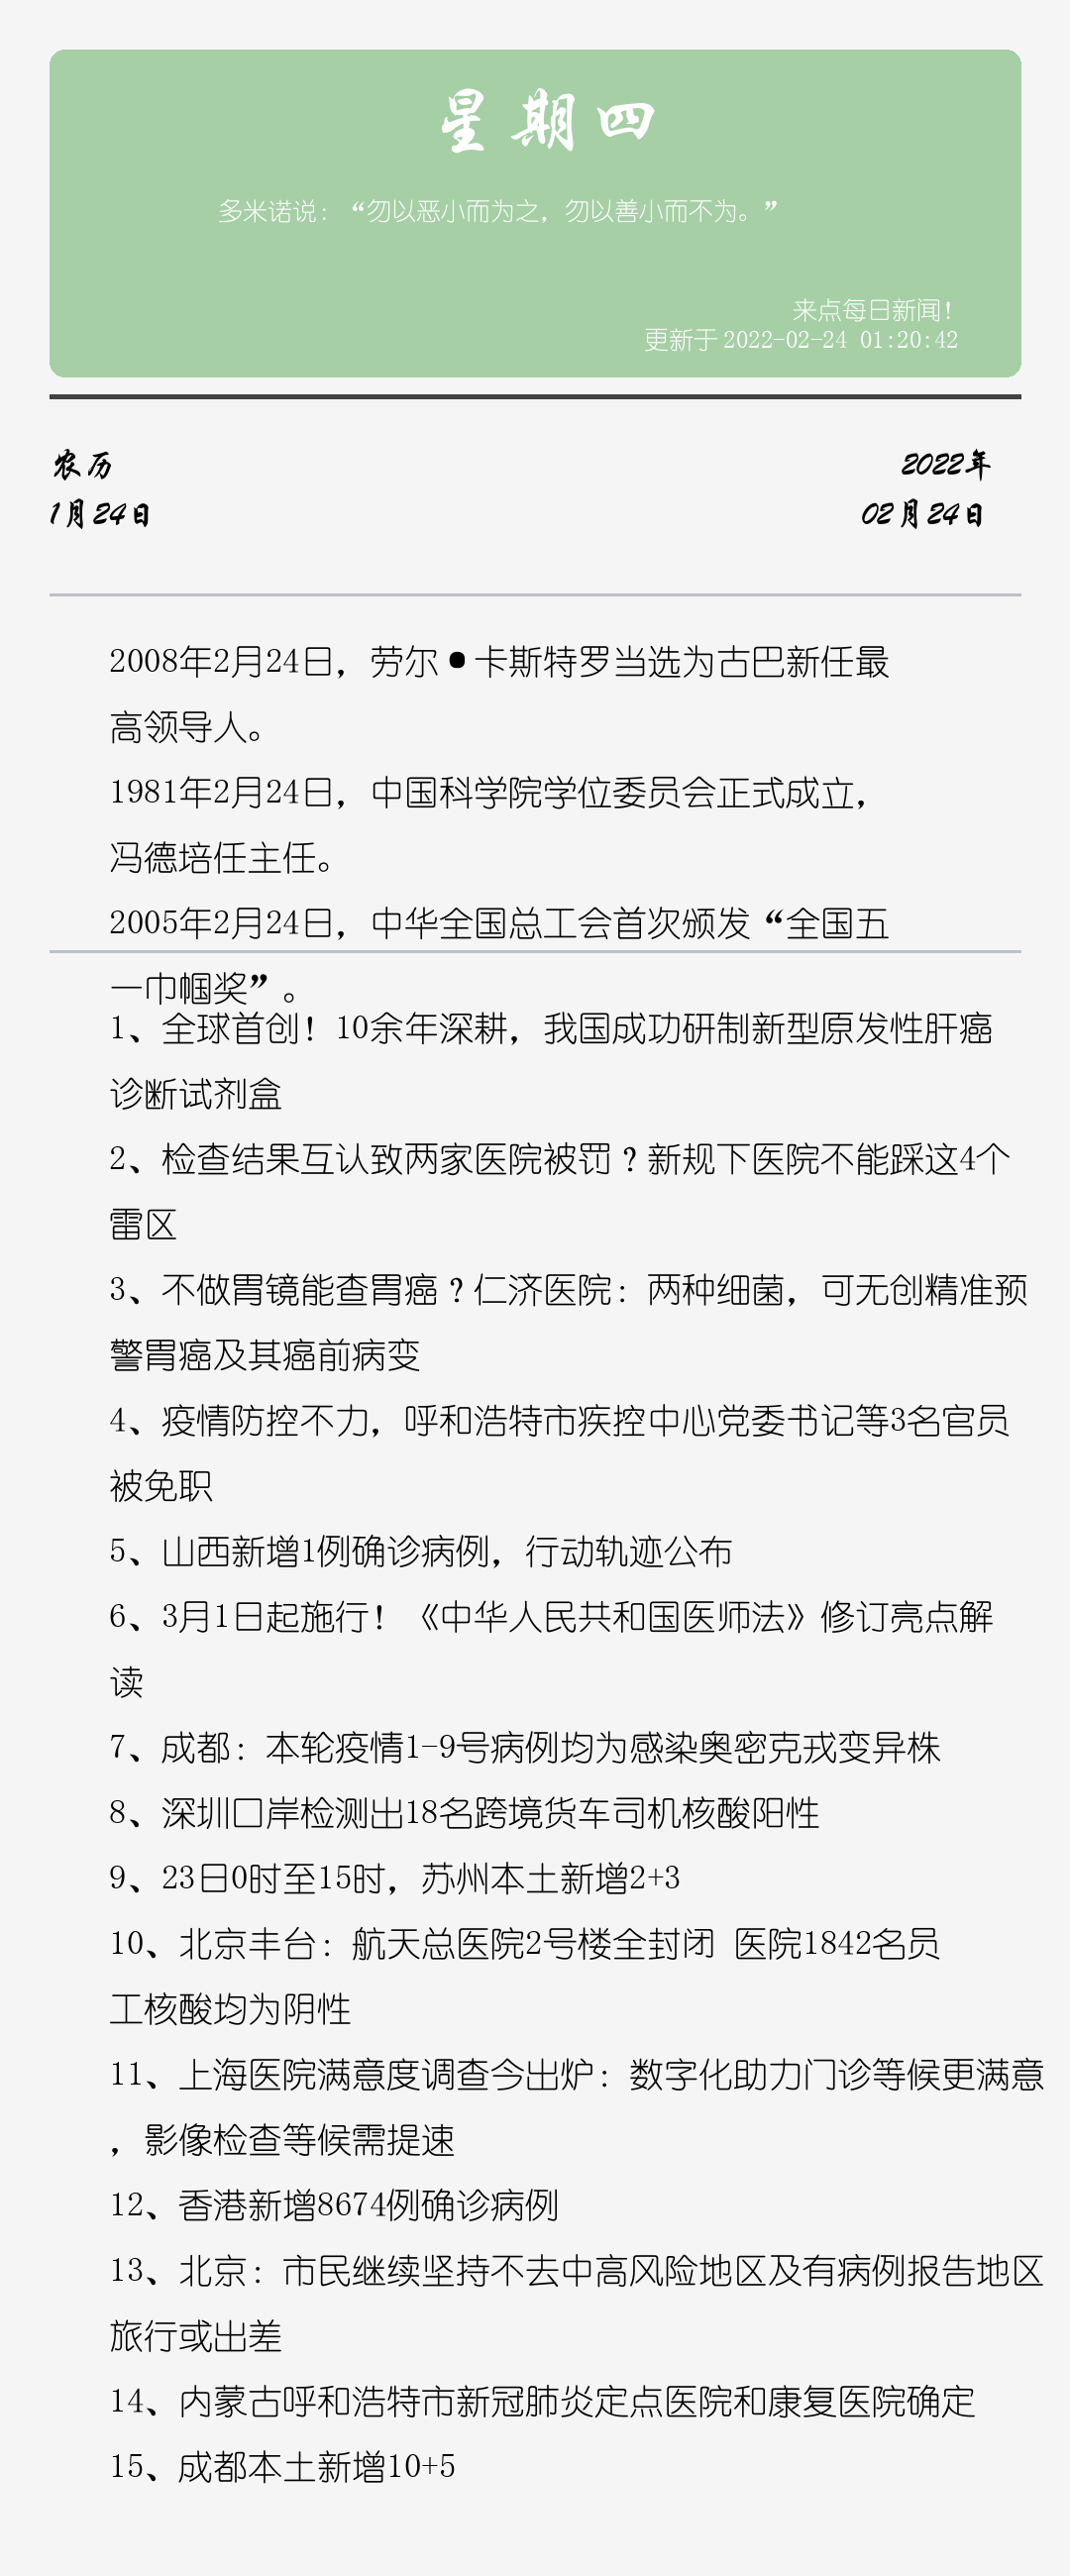 星期四
多米诺说：“勿以恶小而为之，勿以善小而不为。”
来点每日新闻！
更新于2022-02-24 01:20:42
农历
2022年
1月24日
02月24日
2008年2月24日，劳尔•卡斯特罗当选为古巴新任最
高领导人。
1981年2月24日，中国科学院学位委员会正式成立，
冯德培任主任。
2005年2月24日，中华全国总工会首次颁发“全国五
一巾帼奖”。
1、全球首创！10余年深耕，我国成功研制新型原发性肝癌
诊断试剂盒
2、检查结果互认致两家医院被罚？新规下医院不能踩这4个
雷区
3、不做胃镜能查胃癌？仁济医院：两种细菌，可无创精准预
警胃癌及其癌前病变
4、疫情防控不力，呼和浩特市疾控中心党委书记等3名官员
被免职
5、山西新增1例确诊病例，行动轨迹公布
6、3月1日起施行！《中华人民共和国医师法》修订亮点解
读
7、成都：本轮疫情1-9号病例均为感染奥密克戎变异株
8、深圳口岸检测出18名跨境货车司机核酸阳性
9、23日0时至15时，苏州本土新增2+3
10、北京丰台：航天总医院2号楼全封闭 医院1842名员
工核酸均为阴性
11、上海医院满意度调查今出炉：数字化助力门诊等候更满意
，影像检查等候需提速
12、香港新增8674例确诊病例
13、北京：市民继续坚持不去中高风险地区及有病例报告地区
旅行或出差
14、内蒙古呼和浩特市新冠肺炎定点医院和康复医院确定
15、成都本土新增10+5